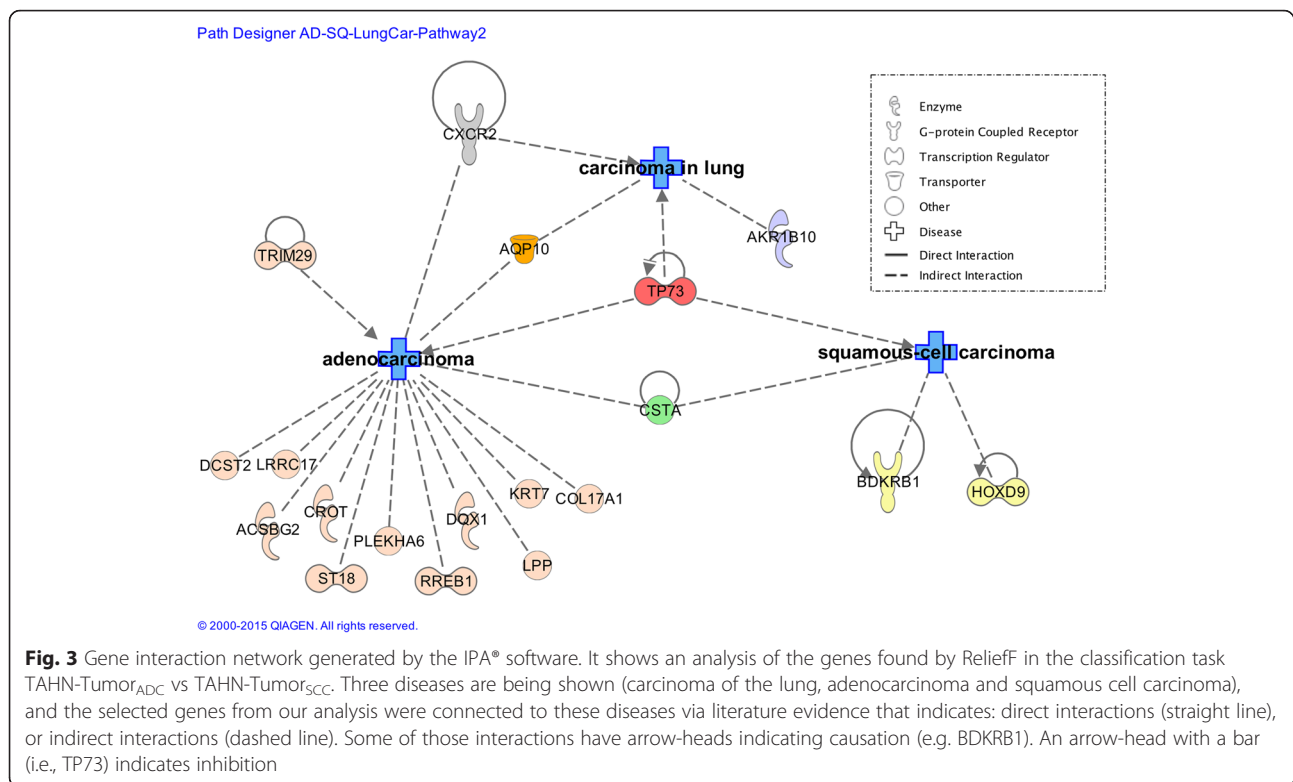 Path Designer AD-SQ-LungCar-Pathway2
CXCR2
carcinoma in lung
TRIM29
AQP10
AKR1B10
TP73
adenocarcinoma
squamous-cell carcinoma
CSTA
DCST2
LRRC17
ACSBG2
CROT
PLEKHA6
DQX1
KRT7
COL17A1
ST18
RREB1
LPP
BDKRB1
HOXD9
Enzyme
G-protein Coupled Receptor
Transcription Regulator
Transporter
Other
Disease
Direct Interaction
Indirect Interaction
© 2000-2015 QIAGEN. All rights reserved.
Fig. 3 Gene interaction network generated by the IPA® software. It shows an analysis of the genes found by ReliefF in the classification task
TAHN-TumorADC vs TAHN-TumorSCC. Three diseases are being shown (carcinoma of the lung, adenocarcinoma and squamous cell carcinoma),
and the selected genes from our analysis were connected to these diseases via literature evidence that indicates: direct interactions (straight line),
or indirect interactions (dashed line). Some of those interactions have arrow-heads indicating causation (e.g. BDKRB1). An arrow-head with a bar
(i.e., TP73) indicates inhibition